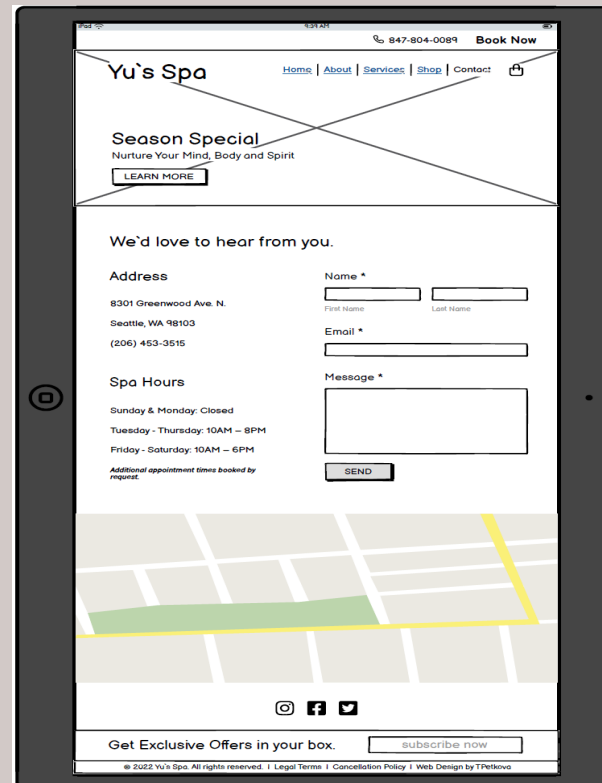 iPad 9:39 AM
847-804-0089 Book Now
Yu`s Spa Home | About | Services | Shop | Contact
Season Special
Nurture Your Mind, Body and Spirit
LEARN MORE
We`d love to hear from you.
Address
8301 Greenwood Ave. N.
Seattle, WA 98103
(206) 453-3515
Spa Hours
Sunday & Monday: Closed
Tuesday - Thursday: 10AM – 8PM
Friday - Saturday: 10AM – 6PM
Additional appointment times booked by
request.
Name *
First Name Last Name
Email *
Message *
SEND
Get Exclusive Offers in your box. subscribe now
© 2022 Yu`s Spa. All rights reserved. I Legal Terms I Cancellation Policy I Web Design by TPetkova